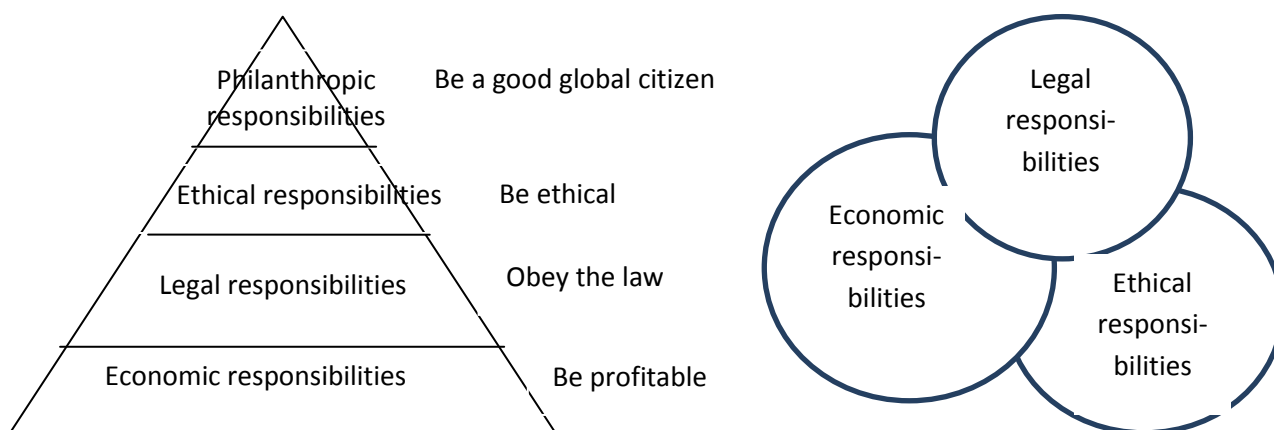 Philanthropic
responsibilities
Be a good global citizen
Ethical responsibilities
Be ethical
Legal responsibilities
Obey the law
Economic responsibilities
Be profitable
Legal
responsi-
bilities
Economic
responsi-
bilities
Ethical
responsi-
bilities